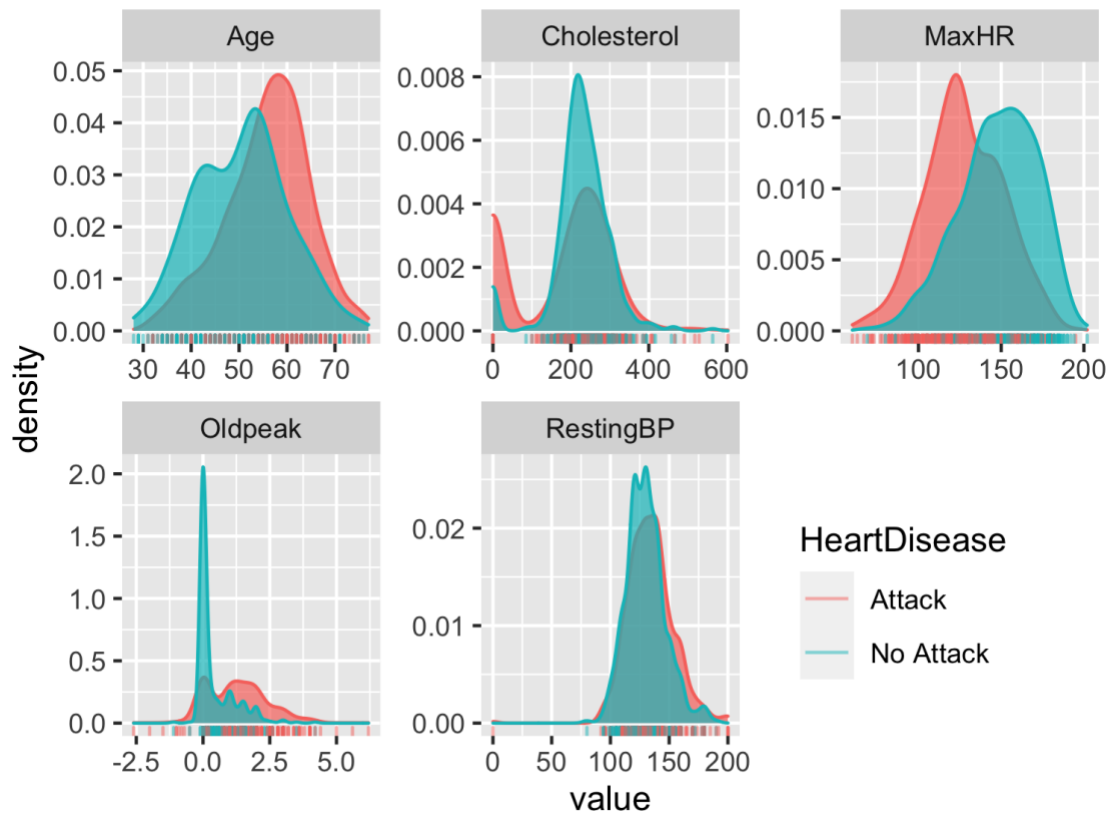 Age
Cholesterol
MaxHR
0.05
0.04
0.03
0.02
0.01
0.00
30 40 50 60 70
0.008
0.006
0.004
0.002
0.000
0 200 400 600
0.015
0.010
0.005
0.000
100 150 200
density
Oldpeak
RestingBP
2.0
1.5
1.0
0.5
0.0
-2.5 0.0 2.5 5.0
0.02
0.01
0.00
0 50 100 150 200
value
HeartDisease
Attack
No Attack